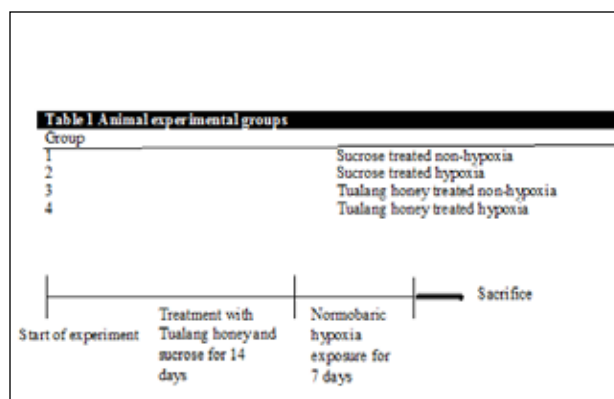 Table 1 Animal experimental groups
Group
1 Sucrose treated non-hypoxia
2 Sucrose treated hypoxia
3 Tualang honey treated non-hypoxia
4 Tualang honey treated hypoxia
Sacrifice
Start of experiment
Treatment with
Tualang honey and
sucrose for 14
days
Normobaric
hypoxia
exposure for
7 days